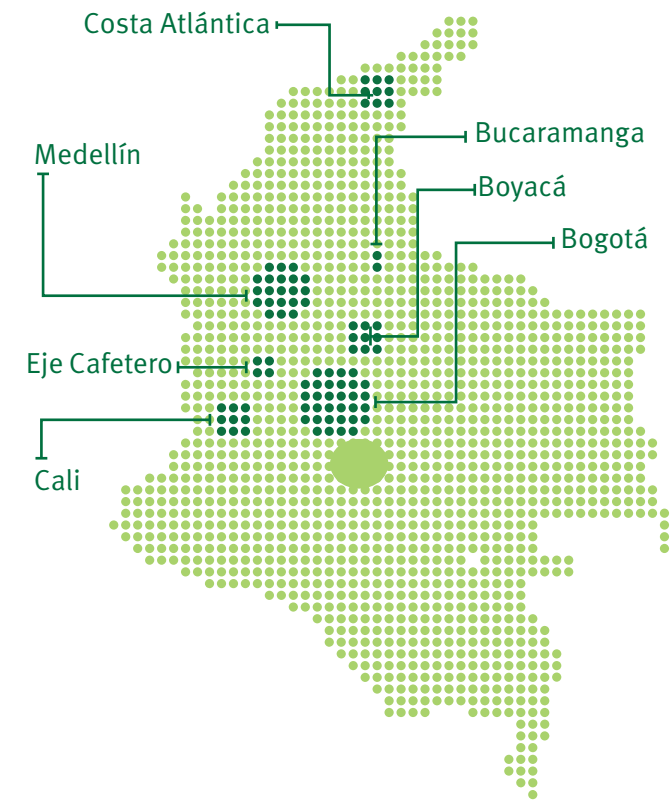 Costa Atlántica
Bucaramanga
Medellín
Boyacá
Bogotá
Eje Cafetero
Cali